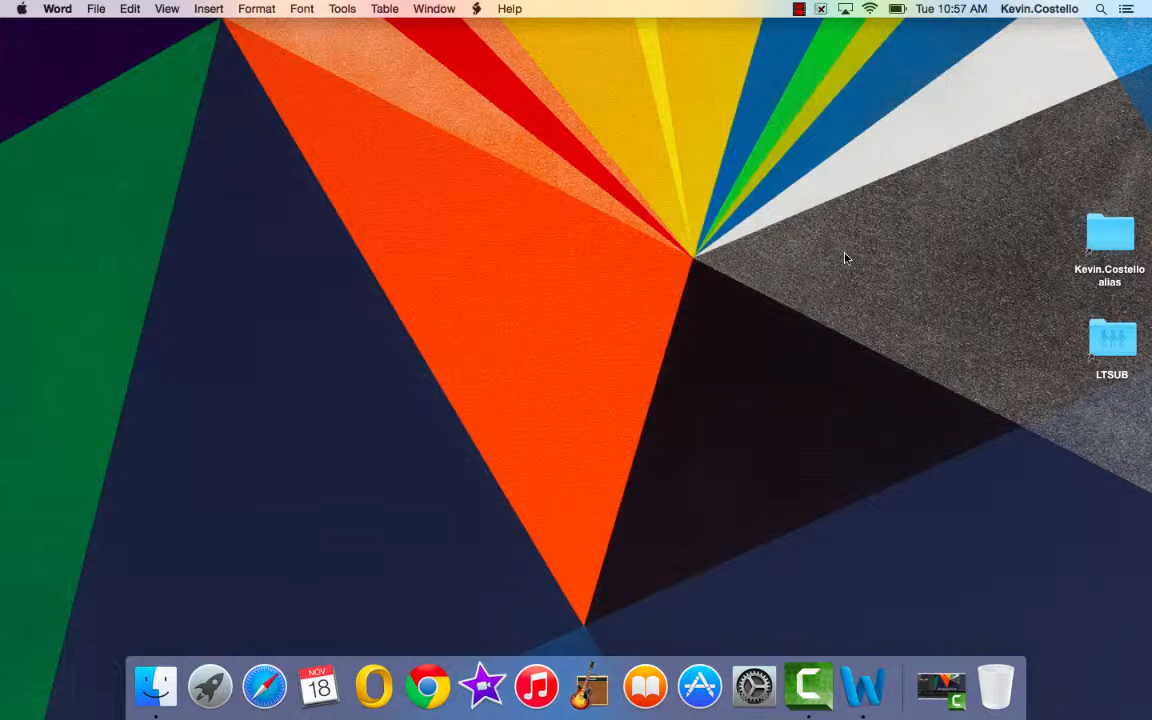 Word File Edit View Insert Format Font Tools Table Window Help Tue 10:57 AM Kevin.Costello
Kevin.Costello
alias
LTSUB
NOV
18